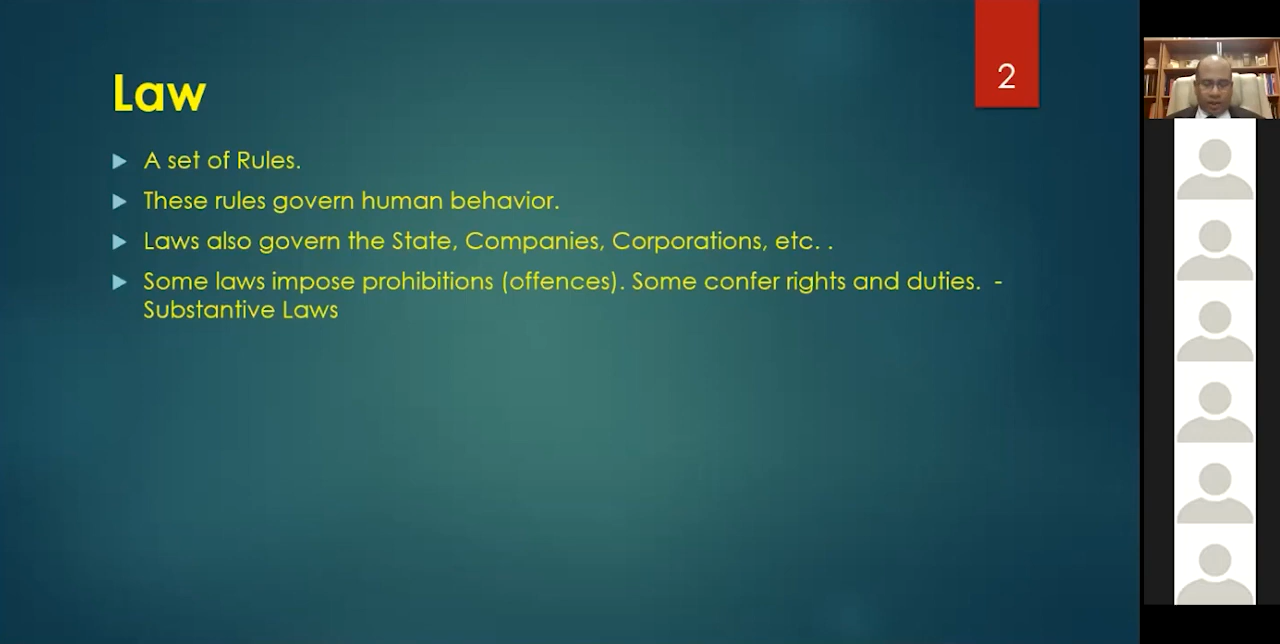 2
Law
A set of Rules.
These rules govern human behavior.
Laws also govern the State, Companies, Corporations, etc. .
Some laws impose prohibitions (offences). Some confer rights and duties. -
Substantive Laws